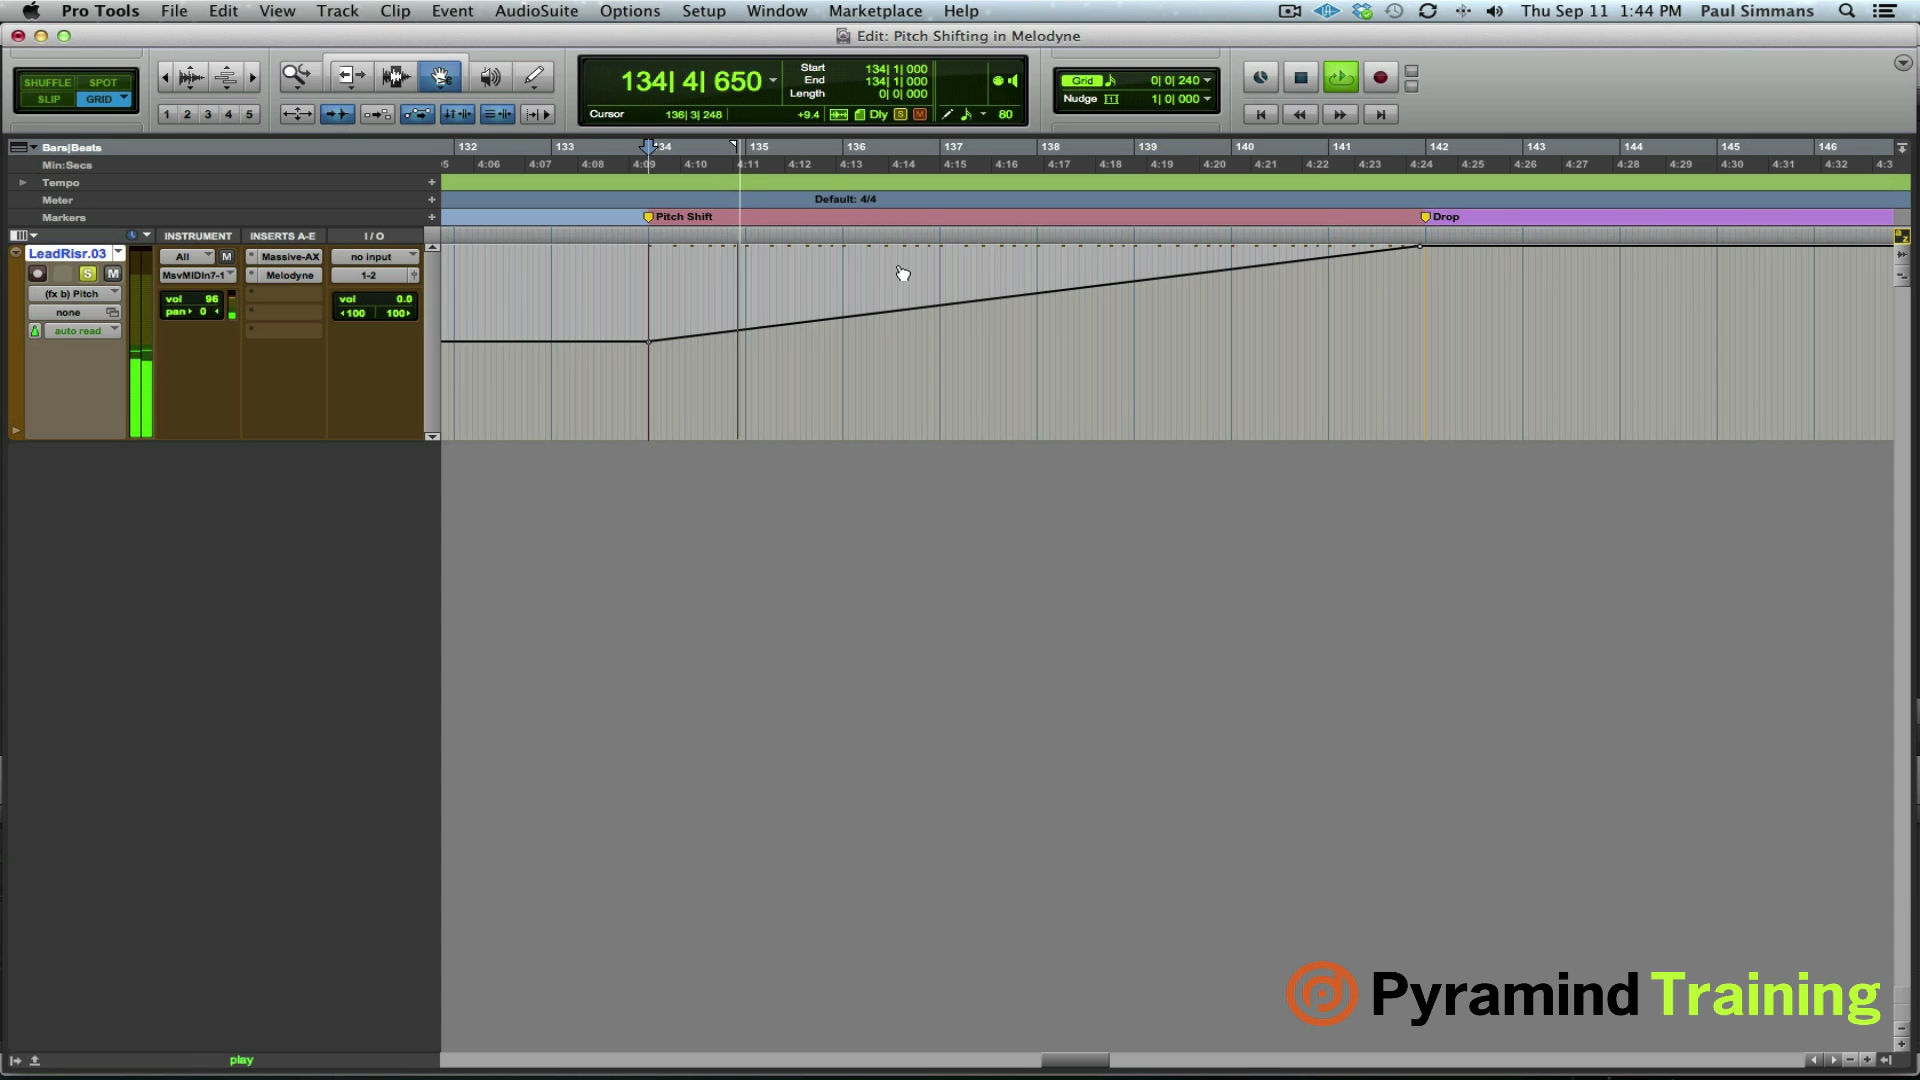 Pro Tools File Edit View Track Clip Event AudioSuite Options Setup Window Marketplace Help Thu Sep 11 1:44 PM Paul Simmans
Edit: Pitch Shifting in Melodyne
SHUFFLE SPOT
SLIP GRID
1 2 3 4 5
134| 4| 650
Start 134| 1| 000
End 134| 1| 000
Length 0| 0| 000
Cursor 136| 3| 248 +9.4 Dly S M 80
Grid 0| 0| 240
Nudge 1| 0| 000
Bars|Beats 132 133 134 135 136 137 138 139 140 141 142 143 144 145 146
Min:Secs 4:06 4:07 4:08 4:09 4:10 4:11 4:12 4:13 4:14 4:15 4:16 4:17 4:18 4:19 4:20 4:21 4:22 4:23 4:24 4:25 4:26 4:27 4:28 4:29 4:30 4:31 4:32 4:3
Tempo
Meter Default: 4/4
Markers Pitch Shift Drop
INSTRUMENT INSERTS A-E I / O
LeadRisr.03 All M Massive-AX no input
S M MsvMIDIn7-1 Melodyne 1-2
(fx b) Pitch vol 96 vol 0.0
none pan 0 100 100
auto read
Pyramind Training
play